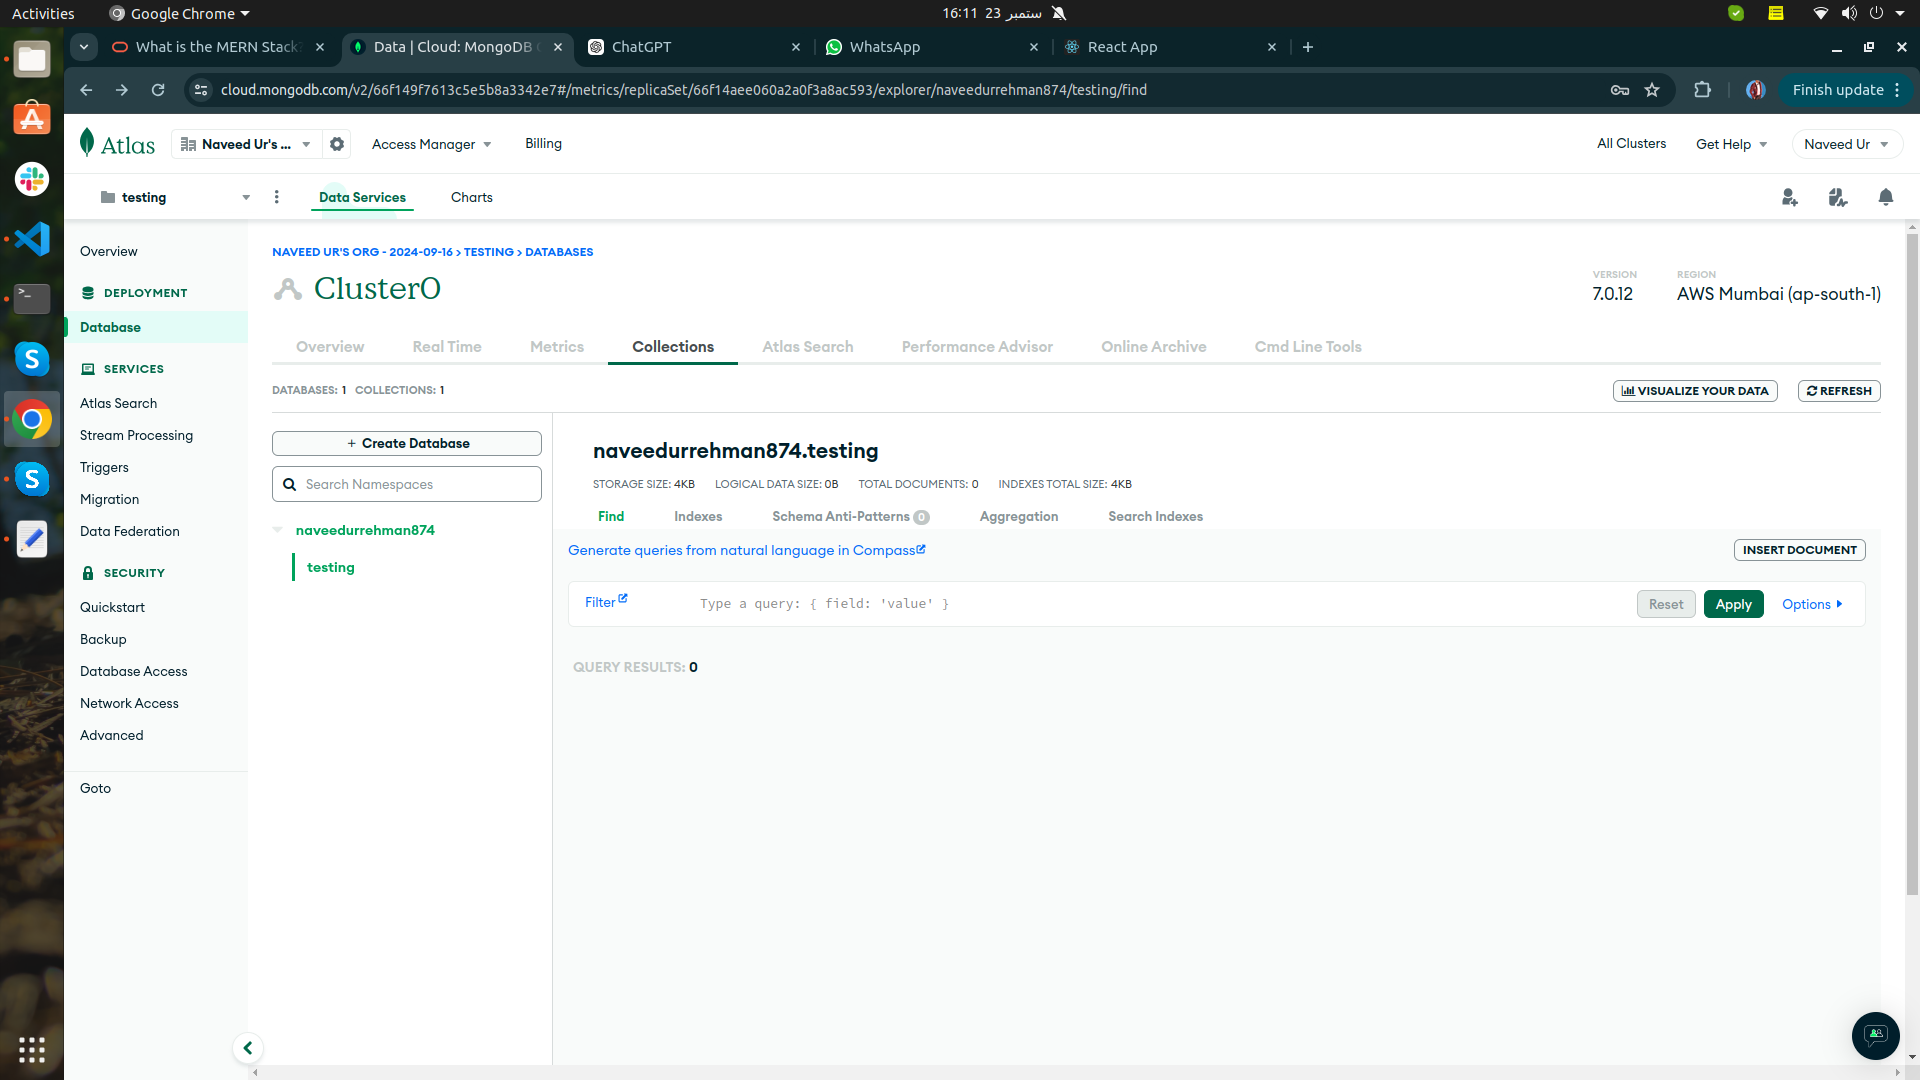 Activities
Google Chrome
16:11 23 ستمبر
What is the MERN Stack?
Data | Cloud: MongoDB
ChatGPT
WhatsApp
React App
cloud.mongodb.com/v2/66f149f7613c5e5b8a3342e7#/metrics/replicaSet/66f14aee060a2a0f3a8ac593/explorer/naveedurrehman874/testing/find
Finish update
Atlas
Naveed Ur's ...
Access Manager
Billing
All Clusters
Get Help
Naveed Ur
testing
Data Services
Charts
Overview
DEPLOYMENT
Database
SERVICES
Atlas Search
Stream Processing
Triggers
Migration
Data Federation
SECURITY
Quickstart
Backup
Database Access
Network Access
Advanced
Goto
NAVEED UR'S ORG - 2024-09-16 > TESTING > DATABASES
Cluster0
VERSION
7.0.12
REGION
AWS Mumbai (ap-south-1)
Overview
Real Time
Metrics
Collections
Atlas Search
Performance Advisor
Online Archive
Cmd Line Tools
DATABASES: 1 COLLECTIONS: 1
VISUALIZE YOUR DATA
REFRESH
+ Create Database
Search Namespaces
naveedurrehman874
testing
naveedurrehman874.testing
STORAGE SIZE: 4KB LOGICAL DATA SIZE: 0B TOTAL DOCUMENTS: 0 INDEXES TOTAL SIZE: 4KB
Find
Indexes
Schema Anti-Patterns 0
Aggregation
Search Indexes
Generate queries from natural language in Compass
INSERT DOCUMENT
Filter
Type a query: { field: 'value' }
Reset
Apply
Options
QUERY RESULTS: 0